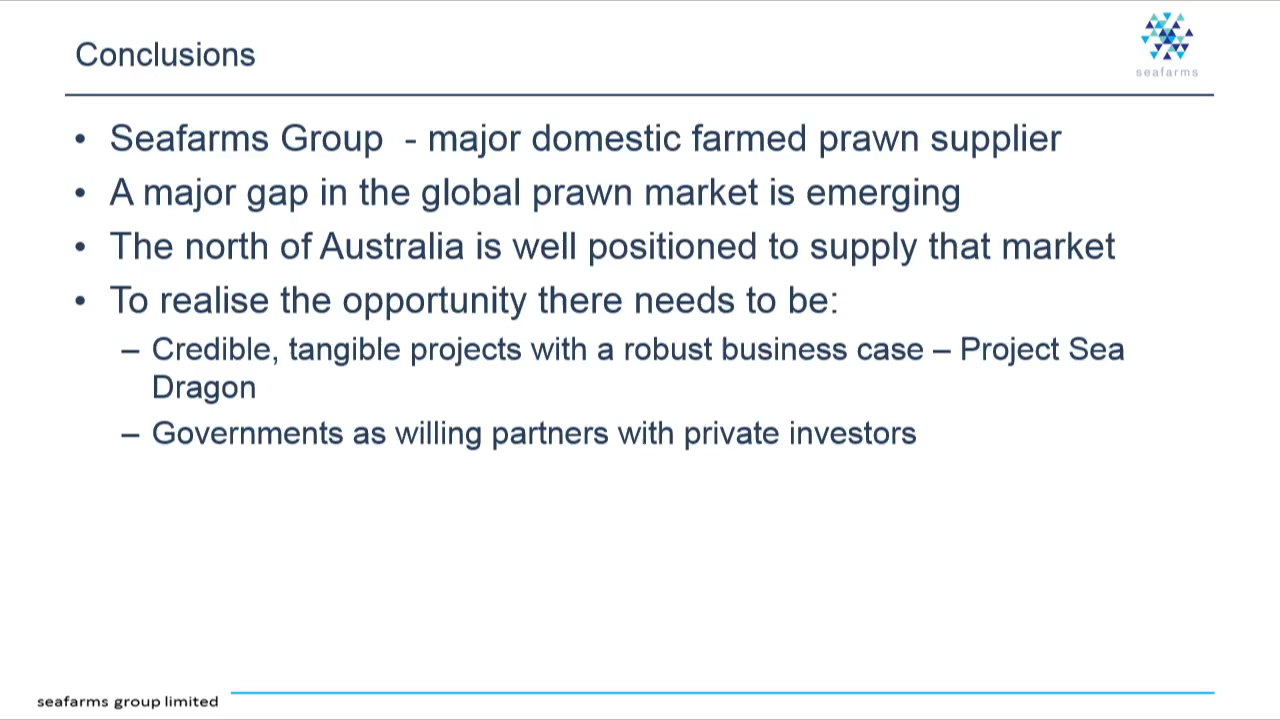 Conclusions
seafarms
• Seafarms Group - major domestic farmed prawn supplier
• A major gap in the global prawn market is emerging
• The north of Australia is well positioned to supply that market
• To realise the opportunity there needs to be:
– Credible, tangible projects with a robust business case – Project Sea
Dragon
– Governments as willing partners with private investors
seafarms group limited